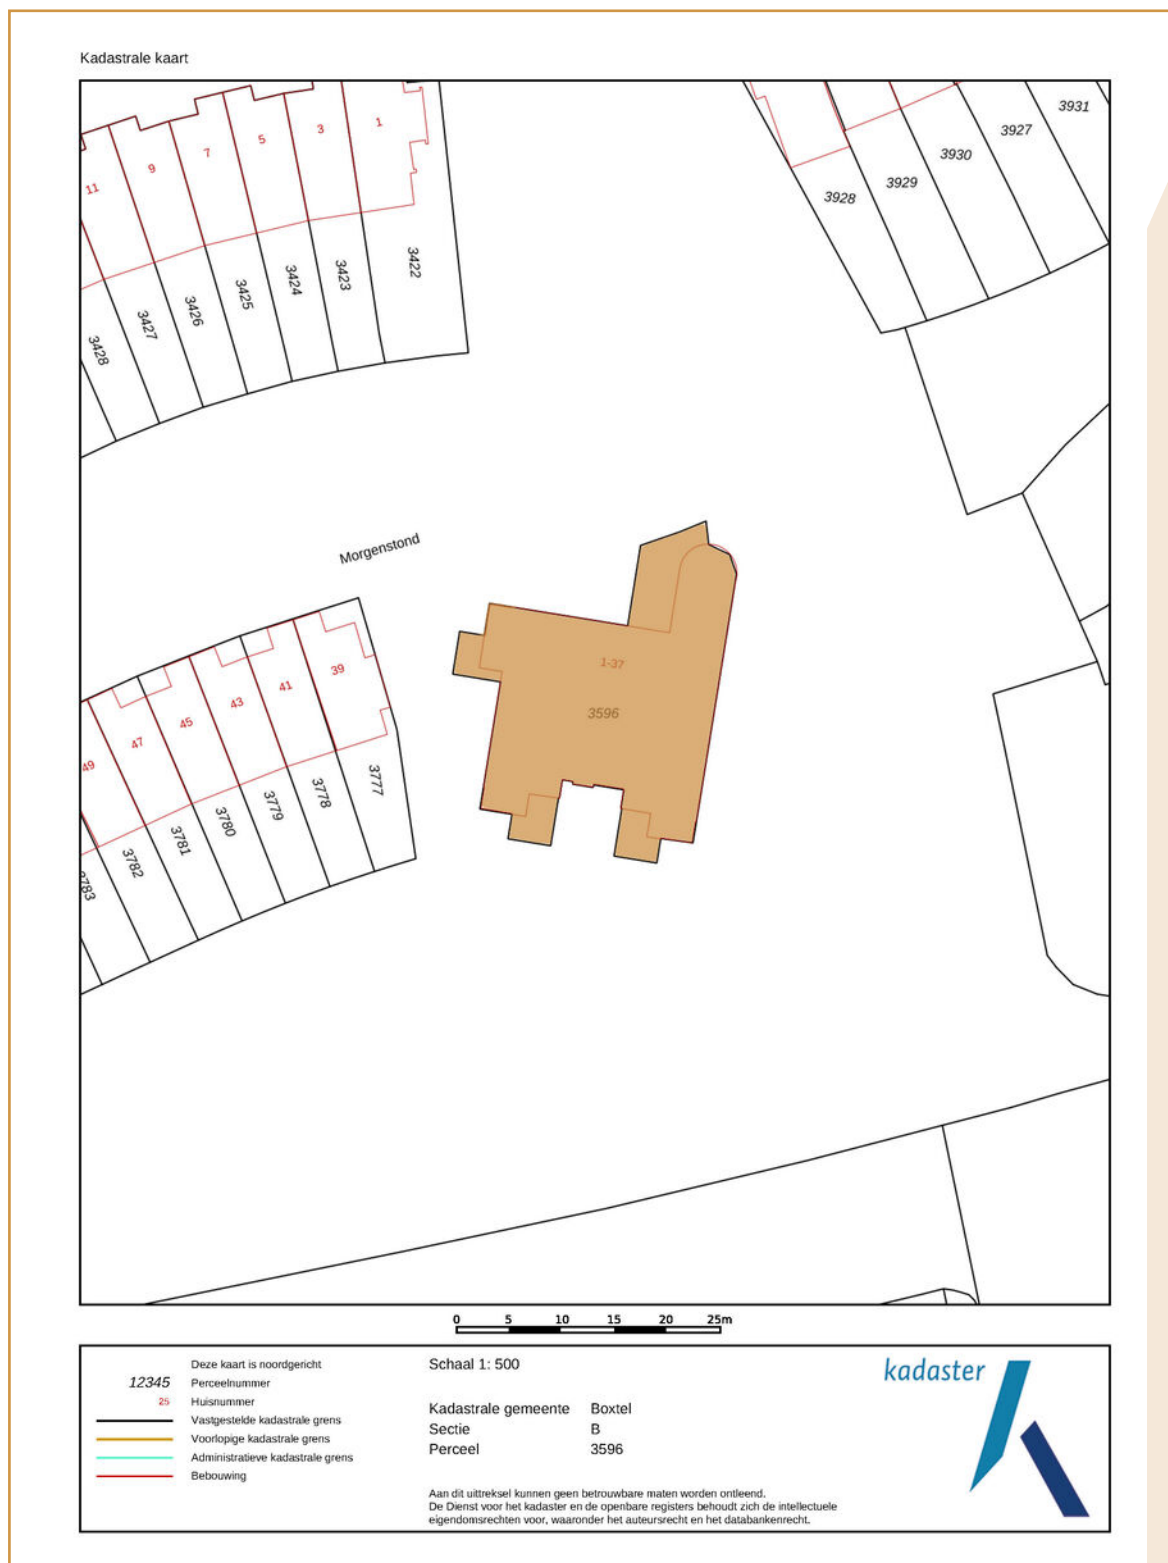 Kadastrale kaart
11
9
7
5
3
1
3428
3427
3426
3425
3424
3423
3422
3928
3929
3930
3927
3931
Morgenstond
1-37
3596
49
47
45
43
41
39
3783
3782
3781
3780
3779
3778
3777
0 5 10 15 20 25m
Deze kaart is noordgericht
12345 Perceelnummer
25 Huisnummer
Vastgestelde kadastrale grens
Voorlopige kadastrale grens
Administratieve kadastrale grens
Bebouwing
Schaal 1: 500
Kadastrale gemeente Boxtel
Sectie B
Perceel 3596
Aan dit uittreksel kunnen geen betrouwbare maten worden ontleend.
De Dienst voor het kadaster en de openbare registers behoudt zich de intellectuele
eigendomsrechten voor, waaronder het auteursrecht en het databankenrecht.
kadaster